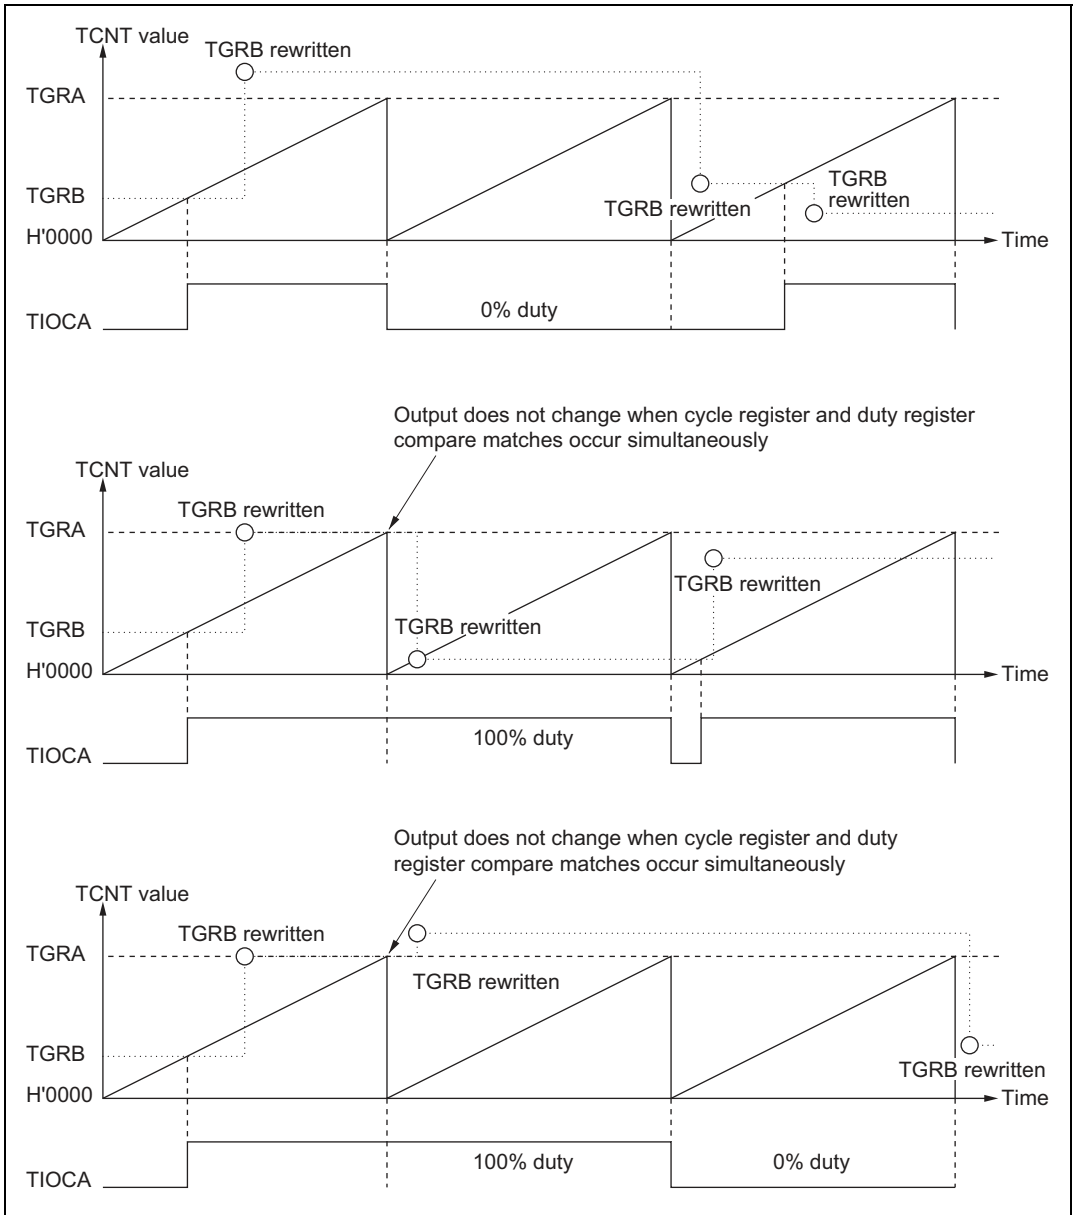 TCNT value
TGRB rewritten
TGRA
TGRB
rewritten
TGRB
TGRB rewritten
H'0000
Time
0% duty
TIOCA
Output does not change when cycle register and duty register
compare matches occur simultaneously
TCNT value
TGRB rewritten
TGRA
TGRB rewritten
TGRB
TGRB rewritten
H'0000
Time
100% duty
TIOCA
Output does not change when cycle register and duty
register compare matches occur simultaneously
TCNT value
TGRB rewritten
TGRA
TGRB rewritten
TGRB
TGRB rewritten
H'0000
Time
100% duty
0% duty
TIOCA